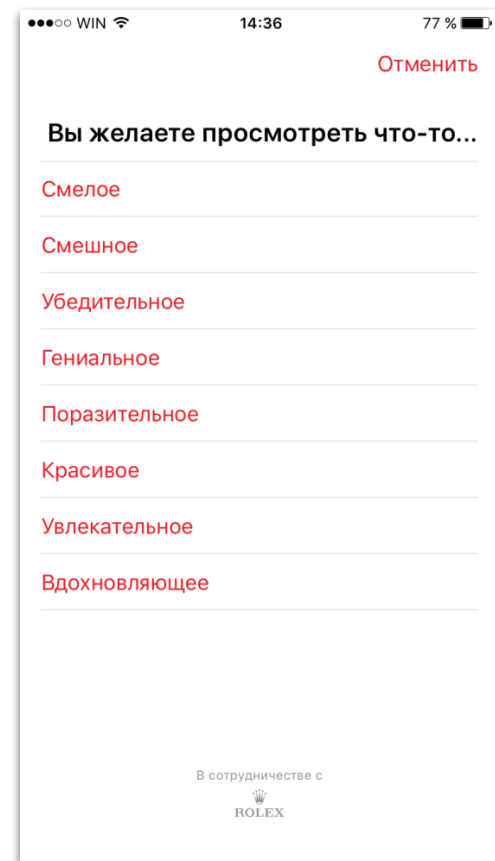 WIN 14:36 77 %
Отменить
Вы желаете просмотреть что-то...
Смелое
Смешное
Убедительное
Гениальное
Поразительное
Красивое
Увлекательное
Вдохновляющее
В сотрудничестве с
ROLEX